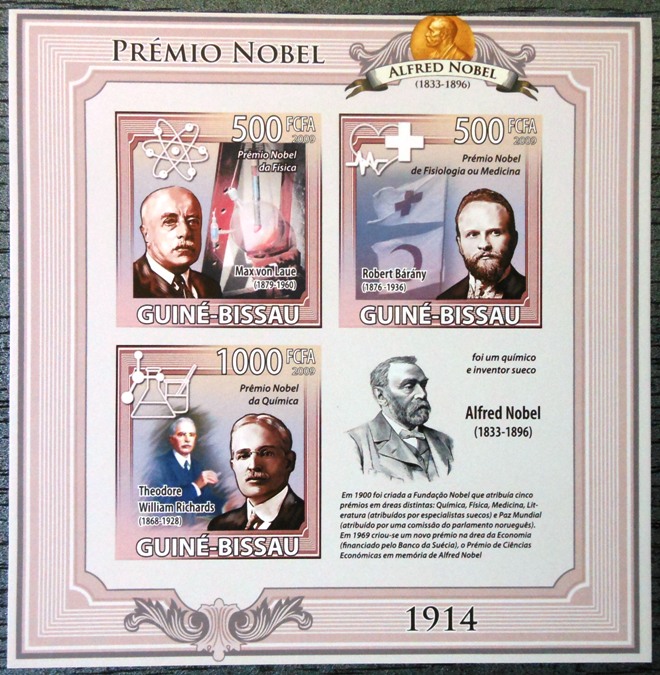 PRÉMIO NOBEL
ALFRED NOBEL
(1833-1896)
500 FCFA
2009
Prêmio Nobel
da Física
Max von Laue
(1879-1960)
GUINÉ-BISSAU
500 FCFA
2009
Prêmio Nobel
de Fisiologia ou Medicina
Robert Bárány
(1876 -1936)
GUINÉ-BISSAU
1000 FCFA
2009
Prêmio Nobel
da Química
Theodore
William Richards
(1868-1928)
GUINÉ-BISSAU
foi um químico
e inventor sueco
Alfred Nobel
(1833-1896)
Em 1900 foi criada a Fundação Nobel que atribuía cinco
prémios em áreas distintas: Química, Física, Medicina, Lit-
eratura (atribuídos por especialistas suecos) e Paz Mundial
(atribuído por uma comissão do parlamento norueguês).
Em 1969 criou-se um novo prémio na área da Economia
(financiado pelo Banco da Suécia), o Prémio de Ciências
Económicas em memória de Alfred Nobel
1914